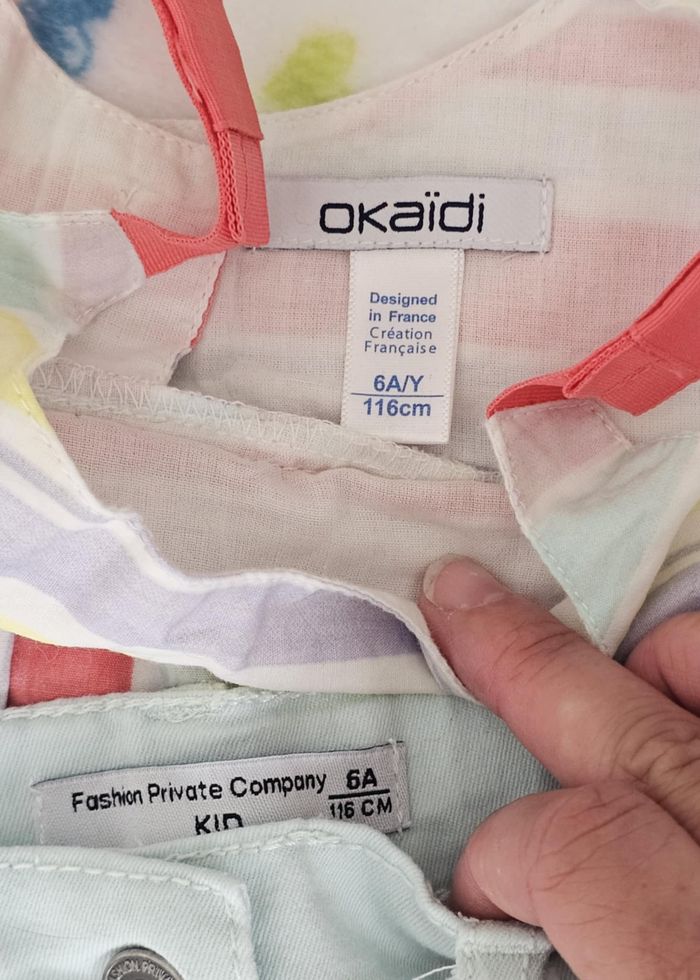 okaïdi
Designed
in France
Création
Française
6A/Y
116cm
Fashion Private Company
6A
116 CM
KID